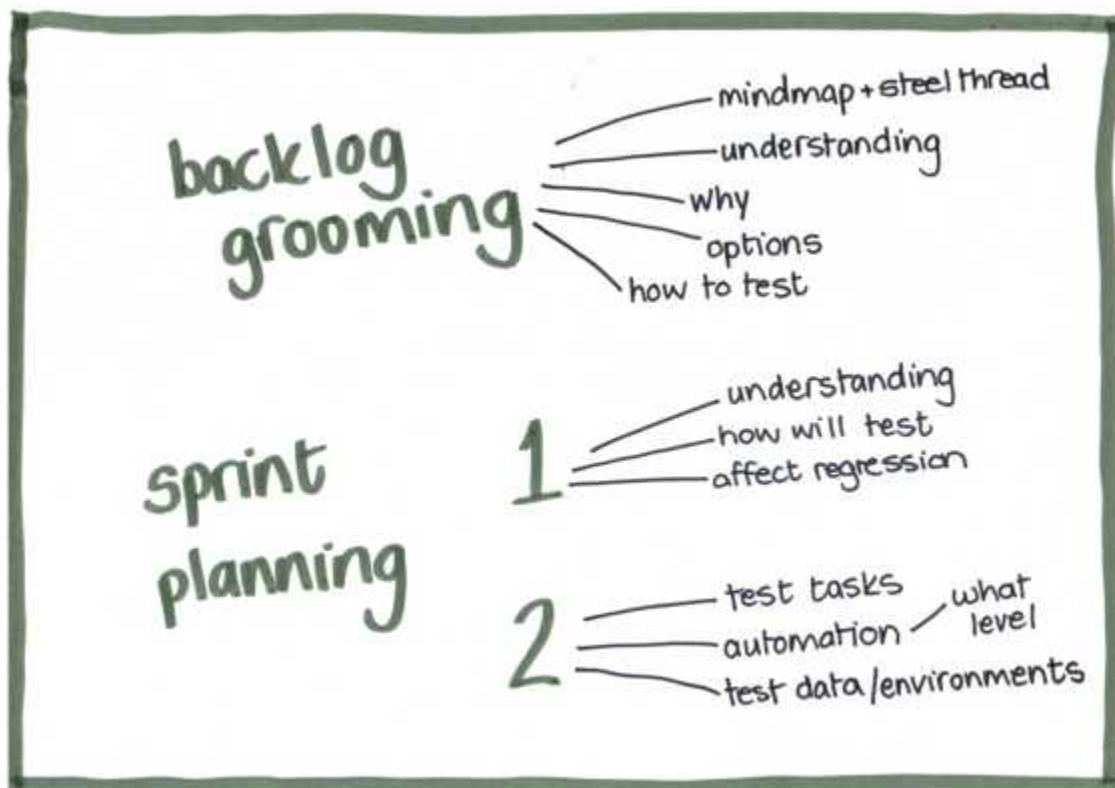 backlog
grooming
mindmap + steel thread
understanding
why
options
how to test
sprint
planning
1
understanding
how will test
affect regression
2
test tasks
automation
what
level
test data/environments